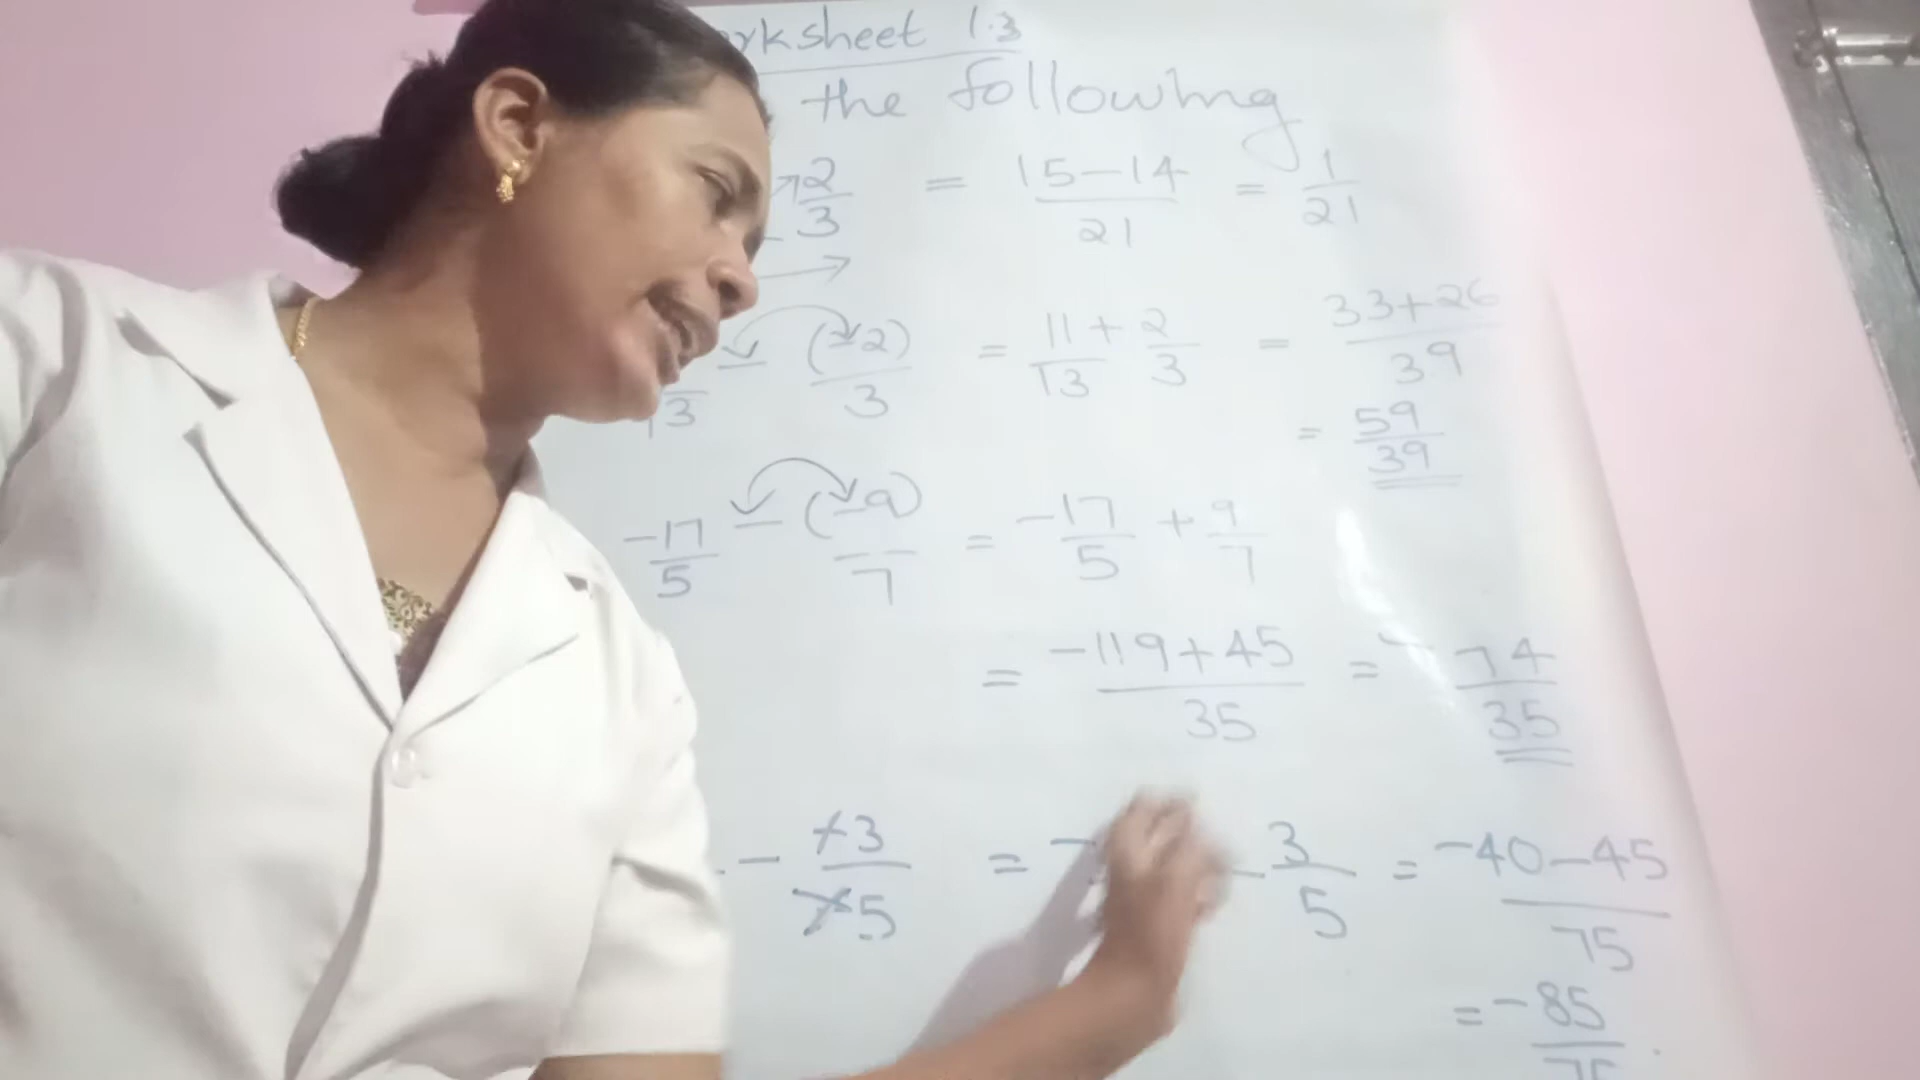 rksheet 1.3
the following
2/3 = 15-14/21 = 1/21
3 - (-2)/3 = 11/13 + 2/3 = 33+26/39
= 59/39
-17/5 - (-9)/7 = -17/5 + 9/7
= -119+45/35 = -74/35
- 3/5 = - - 3/5 = -40-45/75
= -85/75